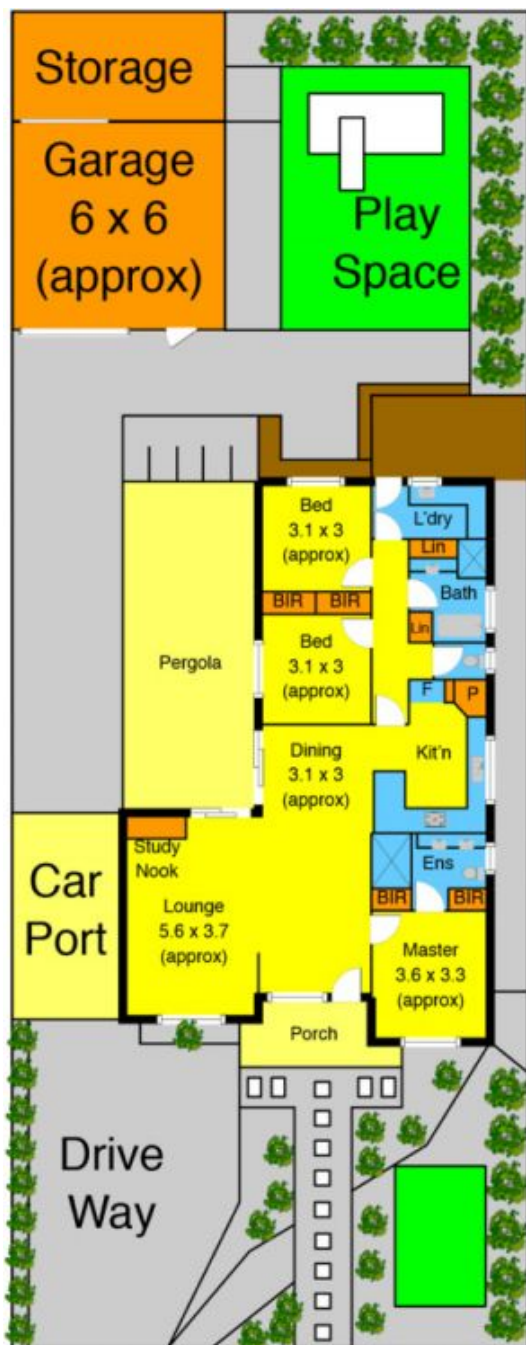 Storage
Garage
6 x 6
(approx)
Play
Space
Bed
3.1 x 3
(approx)
L'dry
Lin
BIR
BIR
Bath
Lin
Bed
3.1 x 3
(approx)
Pergola
F
P
Dining
3.1 x 3
(approx)
Kit'n
Study
Nook
Ens
Car
Port
Lounge
5.6 x 3.7
(approx)
BIR
BIR
Master
3.6 x 3.3
(approx)
Porch
Drive
Way